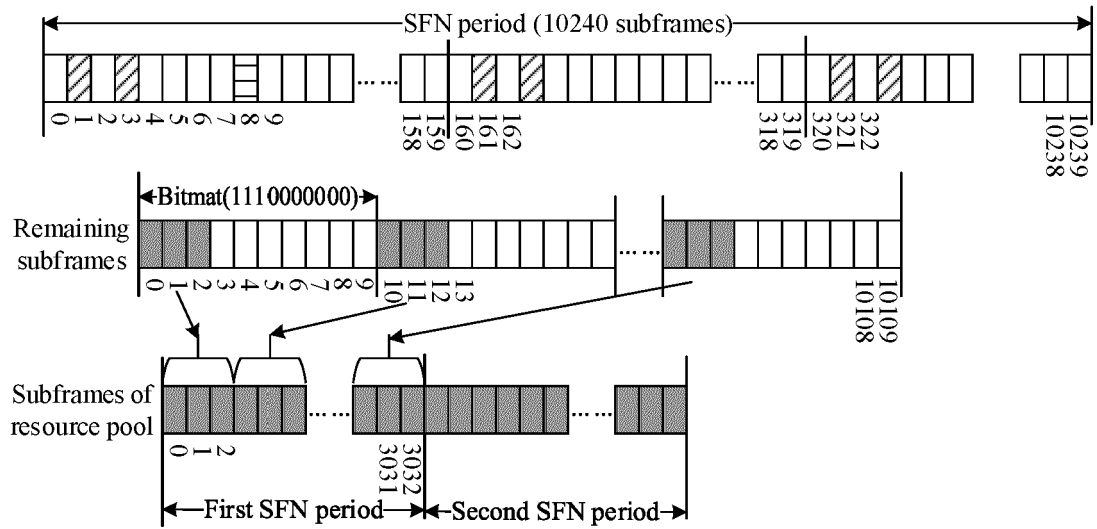 SFN period (10240 subframes)
...... ......
0 1 2 3 4 5 6 7 8 9 158 159 160 161 162 318 319 320 321 322 10238 10239
Bitmat(1110000000)
Remaining
subframes
......
0 1 2 3 4 5 6 7 8 9 10 11 12 13 10108 10109
Subframes of
resource pool
...... ......
0 1 2 3031 3032
First SFN period Second SFN period